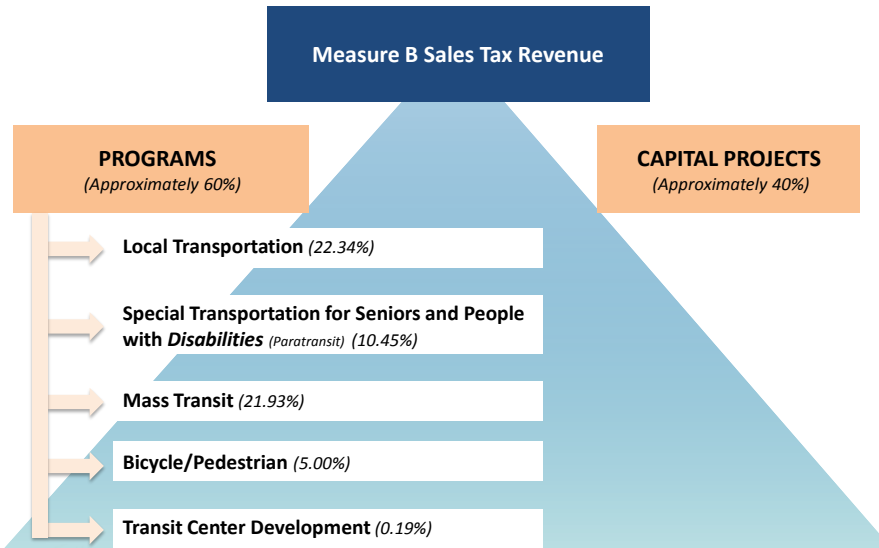 Measure B Sales Tax Revenue
PROGRAMS
(Approximately 60%)
CAPITAL PROJECTS
(Approximately 40%)
Local Transportation (22.34%)
Special Transportation for Seniors and People
with Disabilities (Paratransit) (10.45%)
Mass Transit (21.93%)
Bicycle/Pedestrian (5.00%)
Transit Center Development (0.19%)